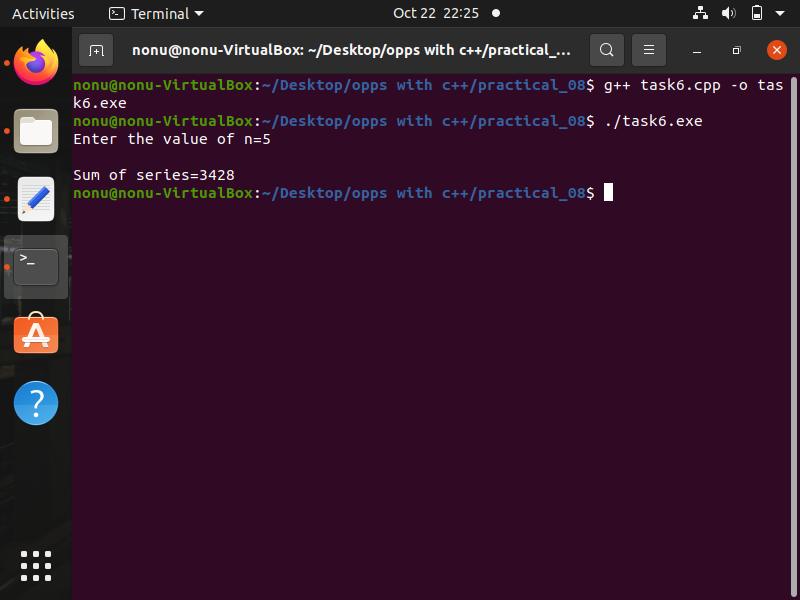 Activities Terminal Oct 22 22:25
nonu@nonu-VirtualBox: ~/Desktop/opps with c++/practical_...
nonu@nonu-VirtualBox:~/Desktop/opps with c++/practical_08$ g++ task6.cpp -o tas
k6.exe
nonu@nonu-VirtualBox:~/Desktop/opps with c++/practical_08$ ./task6.exe
Enter the value of n=5
Sum of series=3428
nonu@nonu-VirtualBox:~/Desktop/opps with c++/practical_08$